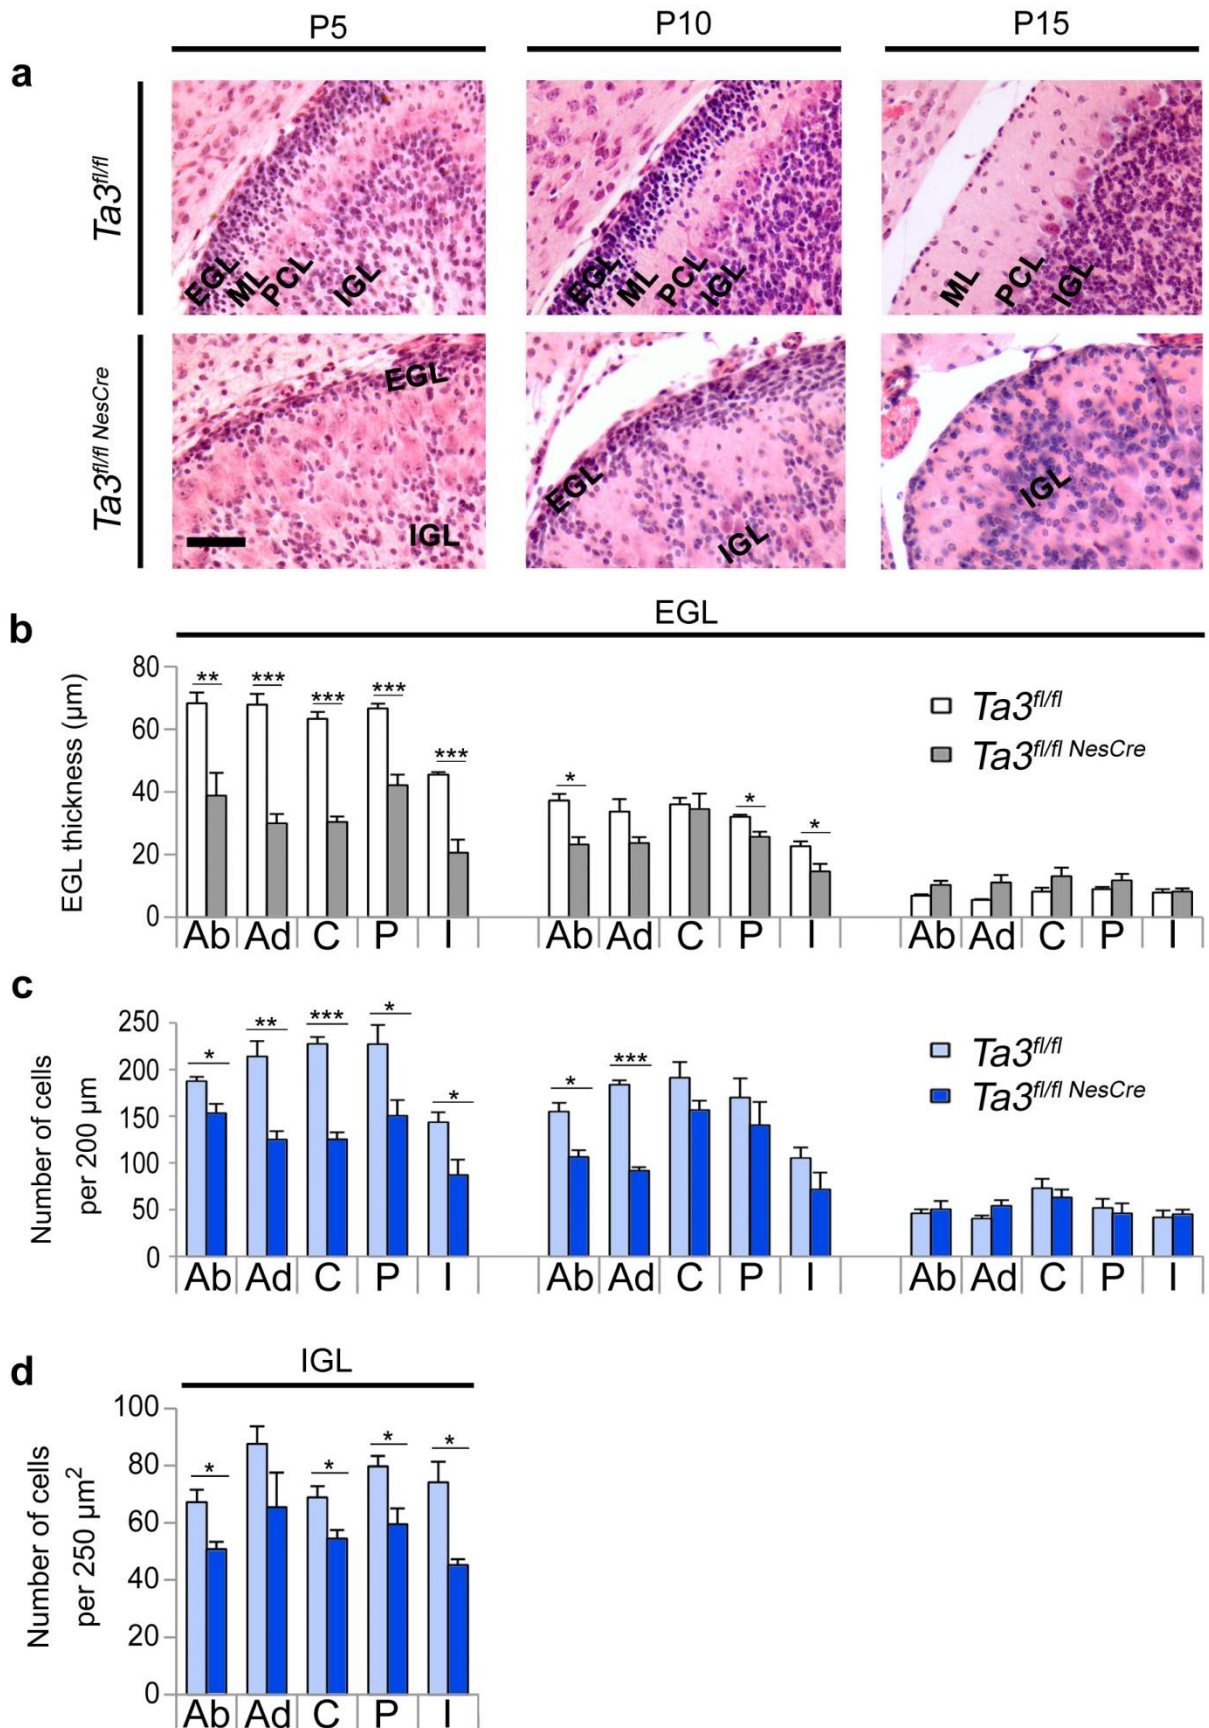 P5 P10 P15
a
Ta3fl/fl
EGL ML PCL IGL
EGL ML PCL IGL
ML PCL IGL
Ta3fl/fl NesCre
EGL IGL
EGL IGL
IGL
b
EGL
EGL thickness (µm)
80
60
40
20
0
** *** *** *** ***
* * *
Ta3fl/fl
Ta3fl/fl NesCre
Ab Ad C P I Ab Ad C P I Ab Ad C P I
c
Number of cells
per 200 µm
250
200
150
100
50
0
* ** *** * *
* ***
Ta3fl/fl
Ta3fl/fl NesCre
Ab Ad C P I Ab Ad C P I Ab Ad C P I
d
IGL
Number of cells
per 250 µm2
100
80
60
40
20
0
* * * *
Ab Ad C P I